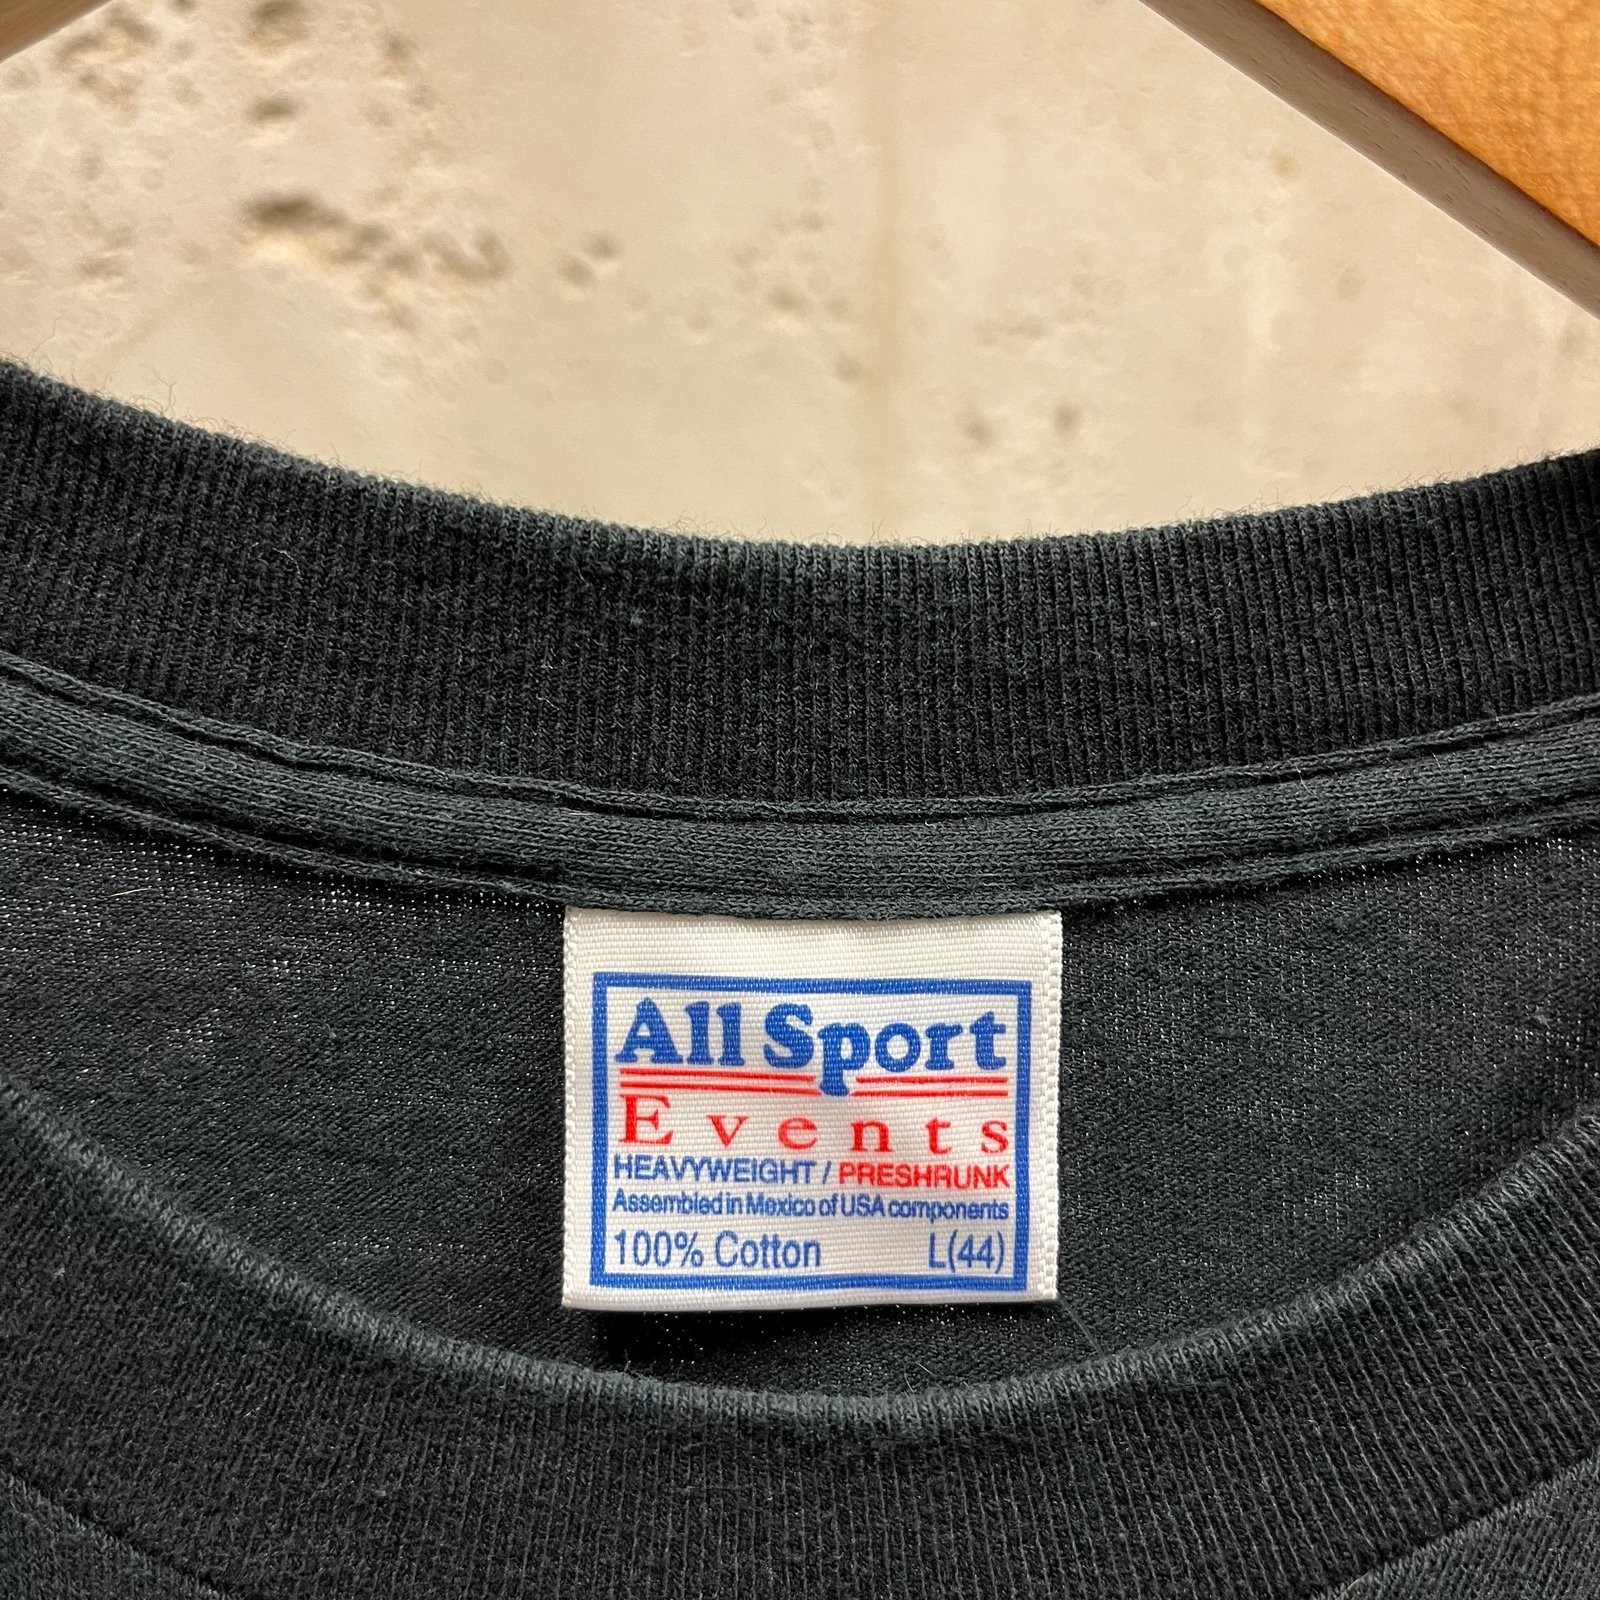 All Sport
Events
HEAVYWEIGHT / PRESHRUNK
Assembled in Mexico of USA components
100% Cotton L(44)